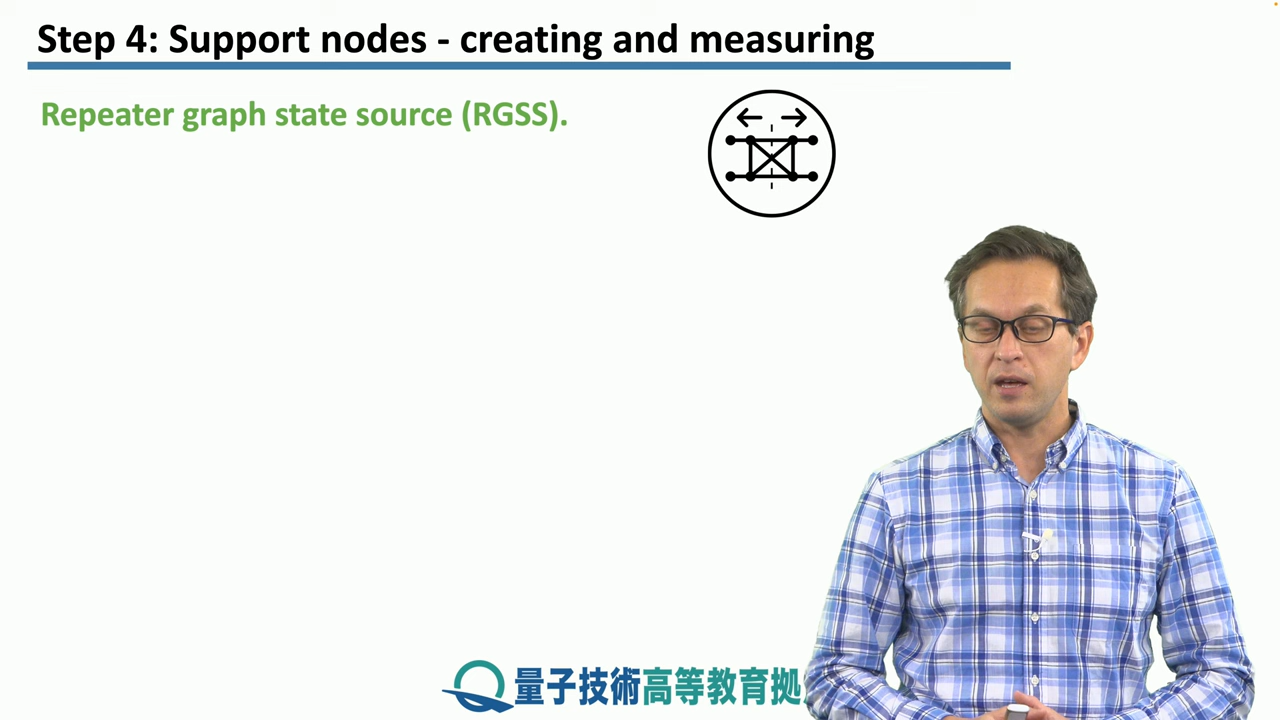 Step 4: Support nodes - creating and measuring
Repeater graph state source (RGSS).
量子技術高等教育拠